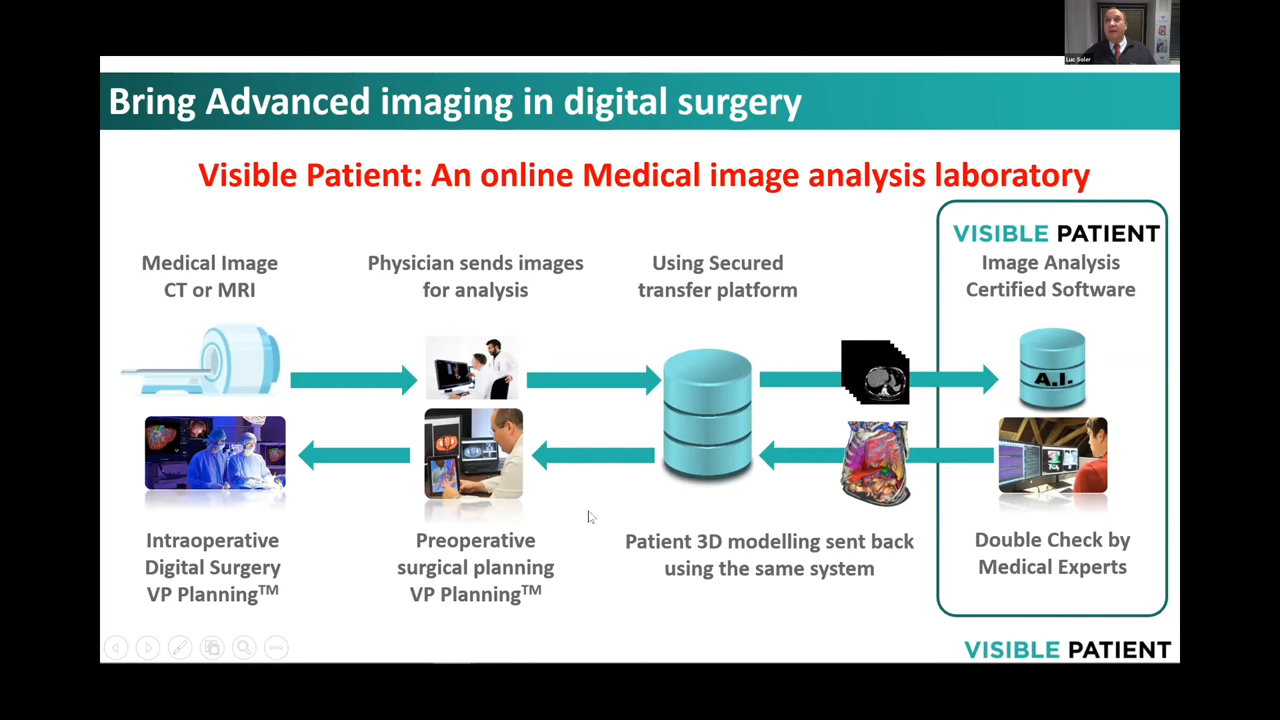 Luc Soler
Bring Advanced imaging in digital surgery
Visible Patient: An online Medical image analysis laboratory
Medical Image
CT or MRI
Physician sends images
for analysis
Using Secured
transfer platform
VISIBLE PATIENT
Image Analysis
Certified Software
A.I.
Intraoperative
Digital Surgery
VP Planning™
Preoperative
surgical planning
VP Planning™
Patient 3D modelling sent back
using the same system
Double Check by
Medical Experts
VISIBLE PATIENT